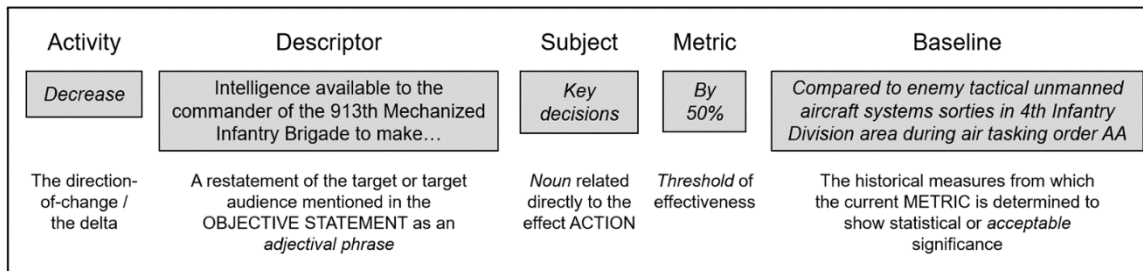 Activity
Descriptor
Subject
Metric
Baseline
Decrease
Intelligence available to the
commander of the 913th Mechanized
Infantry Brigade to make…
Key
decisions
By
50%
Compared to enemy tactical unmanned
aircraft systems sorties in 4th Infantry
Division area during air tasking order AA
The direction-
of-change /
the delta
A restatement of the target or target
audience mentioned in the
OBJECTIVE STATEMENT as an
adjectival phrase
Noun related
directly to the
effect ACTION
Threshold of
effectiveness
The historical measures from which
the current METRIC is determined to
show statistical or acceptable
significance